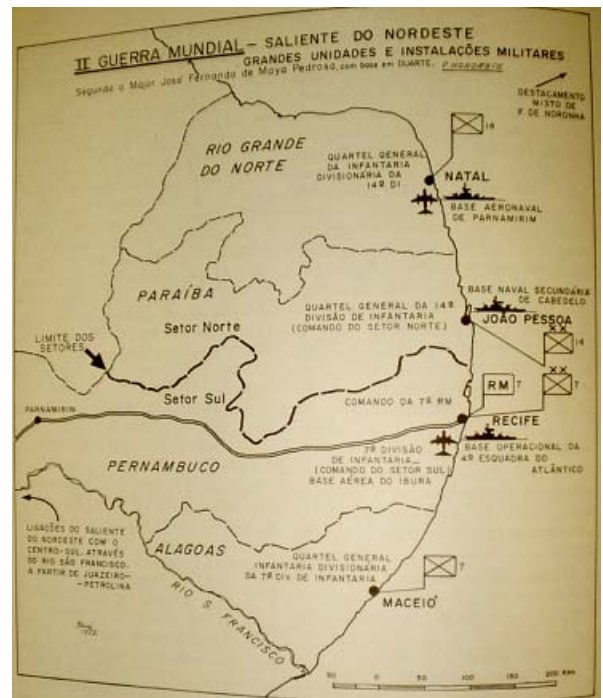 II GUERRA MUNDIAL - SALIENTE DO NORDESTE
GRANDES UNIDADES E INSTALAÇÕES MILITARES
Segundo o Major José Fernando de Maya Pedrosa, com base em DUARTE, P. NORDESTE
DESTACAMENTO
MISTO DE
F. DE NORONHA
RIO GRANDE
DO NORTE
14
QUARTEL GENERAL
DA INFANTARIA
DIVISIONÁRIA DA
14ª DI
NATAL
BASE AERONAVAL
DE PARNAMIRIM
PARAÍBA
BASE NAVAL SECUNDÁRIA
DE CABEDELO
QUARTEL GENERAL DA 14ª
DIVISÃO DE INFANTARIA
(COMANDO DO SETOR NORTE)
JOÃO PESSOA
Setor Norte
XX
14
LIMITE DOS
SETORES
Setor Sul
RM 7
XX
7
COMANDO DA 7ª RM
PARNAMIRIN
RECIFE
7ª DIVISÃO
DE INFANTARIA
(COMANDO DO SETOR SUL)
BASE AÉREA DO IBURA
BASE OPERACIONAL DA
4ª ESQUADRA DO
ATLÂNTICO
PERNAMBUCO
LIGAÇÕES DO SALIENTE
DO NORDESTE COM O
CENTRO-SUL, ATRAVÉS
DO RIO SÃO FRANCISCO,
A PARTIR DE JUAZEIRO-
PETROLINA
ALAGOAS
QUARTEL GENERAL
INFANTARIA DIVISIONÁRIA
DA 7ª DIV. DE INFANTARIA
7
MACEIÓ
RIO S. FRANCISCO
50 0 50 100 150 200 Km